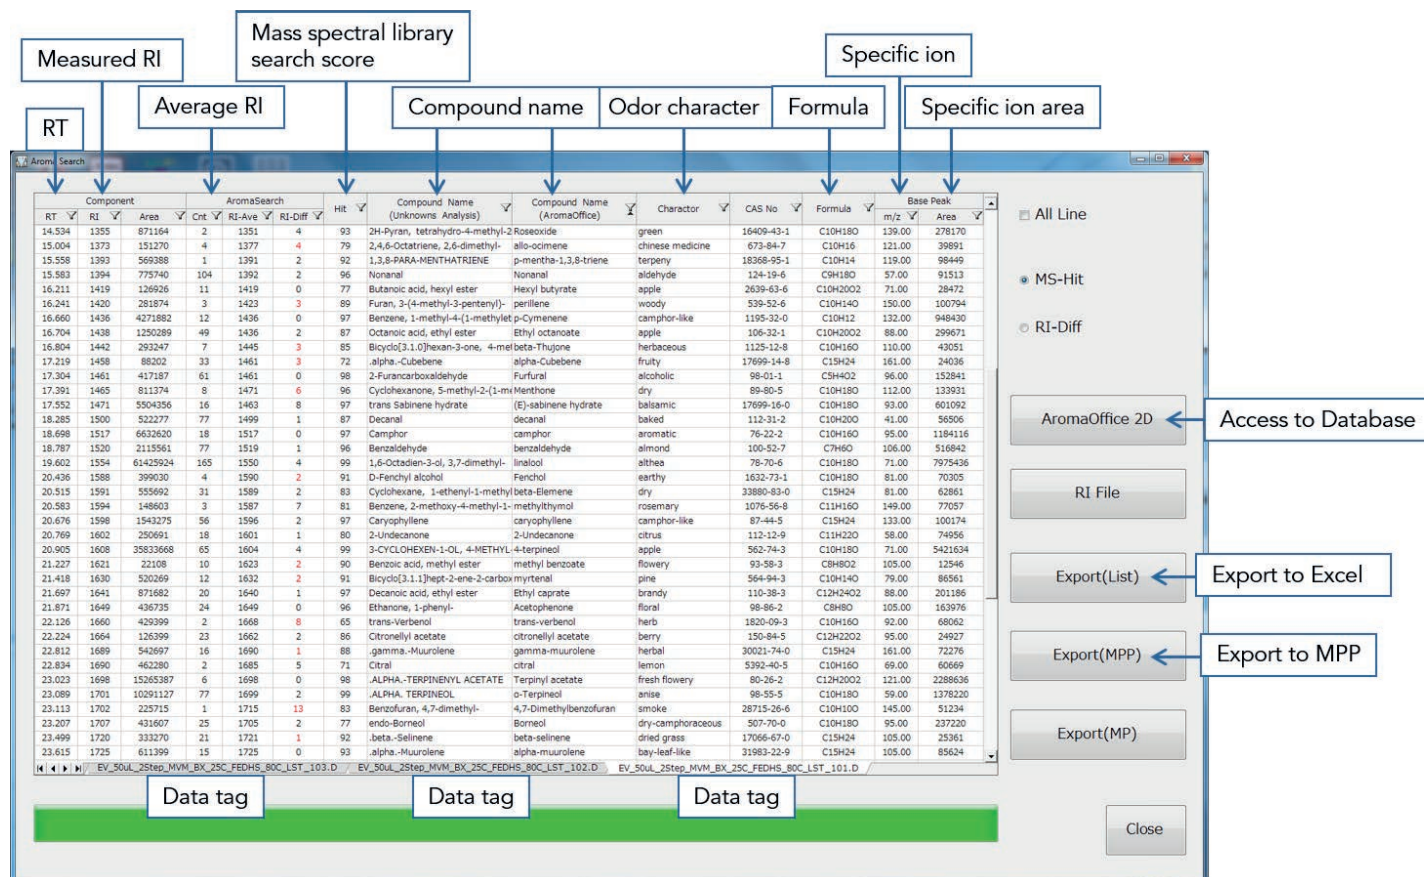 Mass spectral library
search score
Measured RI
Specific ion
RT
Average RI
Compound name
Odor character
Formula
Specific ion area
Aroma Search
Component AromaSearch Hit Compound Name (Unknowns Analysis) Compound Name (AromaOffice) Charactor CAS No Formula Base Peak
RT RI Area Cnt RI-Ave RI-Diff m/z Area
14.534 1355 871164 2 1351 4 93 2H-Pyran, tetrahydro-4-methyl-2 Roseoxide green 16409-43-1 C10H18O 139.00 278170
15.004 1373 151270 4 1377 4 79 2,4,6-Octatriene, 2,6-dimethyl- allo-ocimene chinese medicine 673-84-7 C10H16 121.00 39891
15.558 1393 569388 1 1391 2 92 1,3,8-PARA-MENTHATRIENE p-mentha-1,3,8-triene terpeny 18368-95-1 C10H14 119.00 98449
15.583 1394 775740 104 1392 2 96 Nonanal Nonanal aldehyde 124-19-6 C9H18O 57.00 91513
16.211 1419 126926 11 1419 0 77 Butanoic acid, hexyl ester Hexyl butyrate apple 2639-63-6 C10H20O2 71.00 28472
16.241 1420 281874 3 1423 3 89 Furan, 3-(4-methyl-3-pentenyl)- perillene woody 539-52-6 C10H14O 150.00 100794
16.660 1436 4271882 12 1436 0 97 Benzene, 1-methyl-4-(1-methylet p-Cymenene camphor-like 1195-32-0 C10H12 132.00 948430
16.704 1438 1250289 49 1436 2 87 Octanoic acid, ethyl ester Ethyl octanoate apple 106-32-1 C10H20O2 88.00 299671
16.804 1442 293247 7 1445 3 85 Bicyclo[3.1.0]hexan-3-one, 4-met beta-Thujone herbaceous 1125-12-8 C10H16O 110.00 43051
17.219 1458 88202 33 1461 3 72 .alpha.-Cubebene alpha-Cubebene fruity 17699-14-8 C15H24 161.00 24036
17.304 1461 417187 61 1461 0 98 2-Furancarboxaldehyde Furfural alcoholic 98-01-1 C5H4O2 96.00 152841
17.391 1465 811374 8 1471 6 96 Cyclohexanone, 5-methyl-2-(1-me Menthone dry 89-80-5 C10H18O 112.00 133931
17.552 1471 5504356 16 1463 8 97 trans Sabinene hydrate (E)-sabinene hydrate balsamic 17699-16-0 C10H18O 93.00 601092
18.285 1500 522277 77 1499 1 87 Decanal decanal baked 112-31-2 C10H20O 41.00 56506
18.698 1517 6632620 18 1517 0 97 Camphor camphor aromatic 76-22-2 C10H16O 95.00 1184116
18.787 1520 2115561 77 1519 1 96 Benzaldehyde benzaldehyde almond 100-52-7 C7H6O 106.00 516842
19.602 1554 61425924 165 1550 4 99 1,6-Octadien-3-ol, 3,7-dimethyl- linalool althea 78-70-6 C10H18O 71.00 7975436
20.436 1588 399030 4 1590 2 91 D-Fenchyl alcohol Fenchol earthy 1632-73-1 C10H18O 81.00 70305
20.515 1591 555692 31 1589 2 83 Cyclohexane, 1-ethenyl-1-methyl beta-Elemene dry 33880-83-0 C15H24 81.00 62861
20.583 1594 148603 3 1587 7 81 Benzene, 2-methoxy-4-methyl-1- methylthymol rosemary 1076-56-8 C11H16O 149.00 77057
20.676 1598 1543275 56 1596 2 97 Caryophyllene caryophyllene camphor-like 87-44-5 C15H24 133.00 100174
20.769 1602 250691 18 1601 1 80 2-Undecanone 2-Undecanone citrus 112-12-9 C11H22O 58.00 74956
20.905 1608 35833668 65 1604 4 99 3-CYCLOHEXEN-1-OL, 4-METHYL- 4-terpineol apple 562-74-3 C10H18O 71.00 5421634
21.227 1621 22108 10 1623 2 90 Benzoic acid, methyl ester methyl benzoate flowery 93-58-3 C8H8O2 105.00 12546
21.418 1630 520269 12 1632 2 91 Bicyclo[3.1.1]hept-2-ene-2-carbox myrtenal pine 564-94-3 C10H14O 79.00 86561
21.697 1641 871682 20 1640 1 97 Decanoic acid, ethyl ester Ethyl caprate brandy 110-38-3 C12H24O2 88.00 201186
21.871 1649 436735 24 1649 0 96 Ethanone, 1-phenyl- Acetophenone floral 98-86-2 C8H8O 105.00 163976
22.126 1660 429399 2 1668 8 65 trans-Verbenol trans-verbenol herb 1820-09-3 C10H16O 92.00 68062
22.224 1664 126399 23 1662 2 86 Citronellyl acetate citronellyl acetate berry 150-84-5 C12H22O2 95.00 24927
22.812 1689 542697 16 1690 1 88 .gamma.-Muurolene gamma-muurolene herbal 30021-74-0 C15H24 161.00 72276
22.834 1690 462280 2 1685 5 71 Citral citral lemon 5392-40-5 C10H16O 69.00 60669
23.023 1698 15265387 6 1698 0 98 .ALPHA.-TERPINENYL ACETATE Terpinyl acetate fresh flowery 80-26-2 C12H20O2 121.00 2288636
23.089 1701 10291127 77 1699 2 99 .ALPHA. TERPINEOL α-Terpineol anise 98-55-5 C10H18O 59.00 1378220
23.113 1702 225715 1 1715 13 83 Benzofuran, 4,7-dimethyl- 4,7-Dimethylbenzofuran smoke 28715-26-6 C10H10O 145.00 51234
23.207 1707 431607 25 1705 2 77 endo-Borneol Borneol dry-camphoraceous 507-70-0 C10H18O 95.00 237220
23.499 1720 333270 21 1721 1 92 .beta.-Selinene beta-selinene dried grass 17066-67-0 C15H24 105.00 25361
23.615 1725 611399 15 1725 0 93 .alpha.-Muurolene alpha-muurolene bay-leaf-like 31983-22-9 C15H24 105.00 85624
EV_50uL_2Step_MVM_BX_25C_FEDHS_80C_LST_103.D EV_50uL_2Step_MVM_BX_25C_FEDHS_80C_LST_102.D EV_50uL_2Step_MVM_BX_25C_FEDHS_80C_LST_101.D
Data tag
Data tag
Data tag
All Line
MS-Hit
RI-Diff
AromaOffice 2D
Access to Database
RI File
Export(List)
Export to Excel
Export(MPP)
Export to MPP
Export(MP)
Close